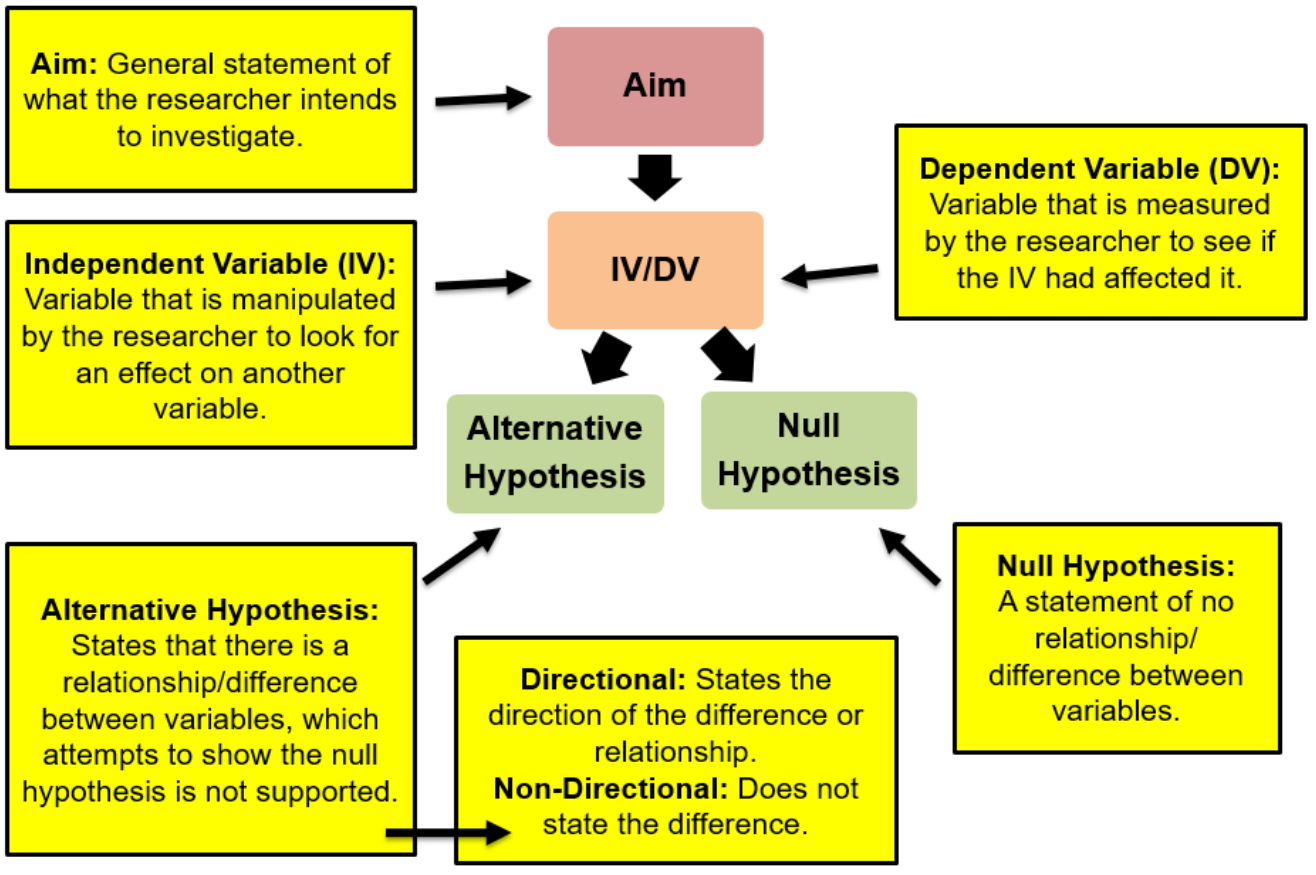 Aim: General statement of
what the researcher intends
to investigate.
Aim
Dependent Variable (DV):
Variable that is measured
by the researcher to see if
the IV had affected it.
Independent Variable (IV):
Variable that is manipulated
by the researcher to look for
an effect on another
variable.
IV/DV
Alternative
Hypothesis
Null
Hypothesis
Alternative Hypothesis:
States that there is a
relationship/difference
between variables, which
attempts to show the null
hypothesis is not supported.
Directional: States the
direction of the difference or
relationship.
Non-Directional: Does not
state the difference.
Null Hypothesis:
A statement of no
relationship/
difference between
variables.